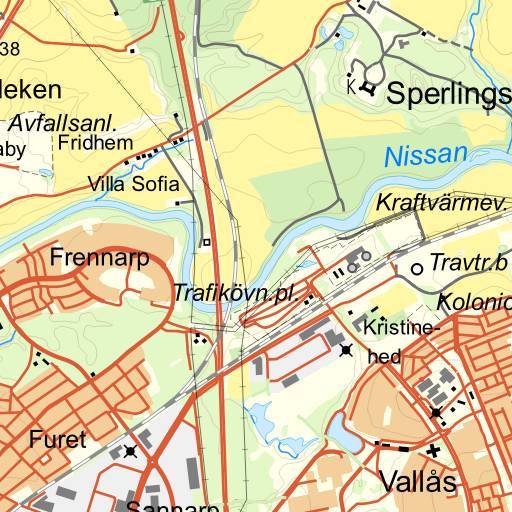 38
leken
K
Sperlings
Avfallsanl.
aby
Fridhem
Nissan
Villa Sofia
Kraftvärmev.
Frennarp
Travtr.b
Trafikövn.pl.
Kolonio
Kristine-
hed
Furet
Vallås
Sannarp